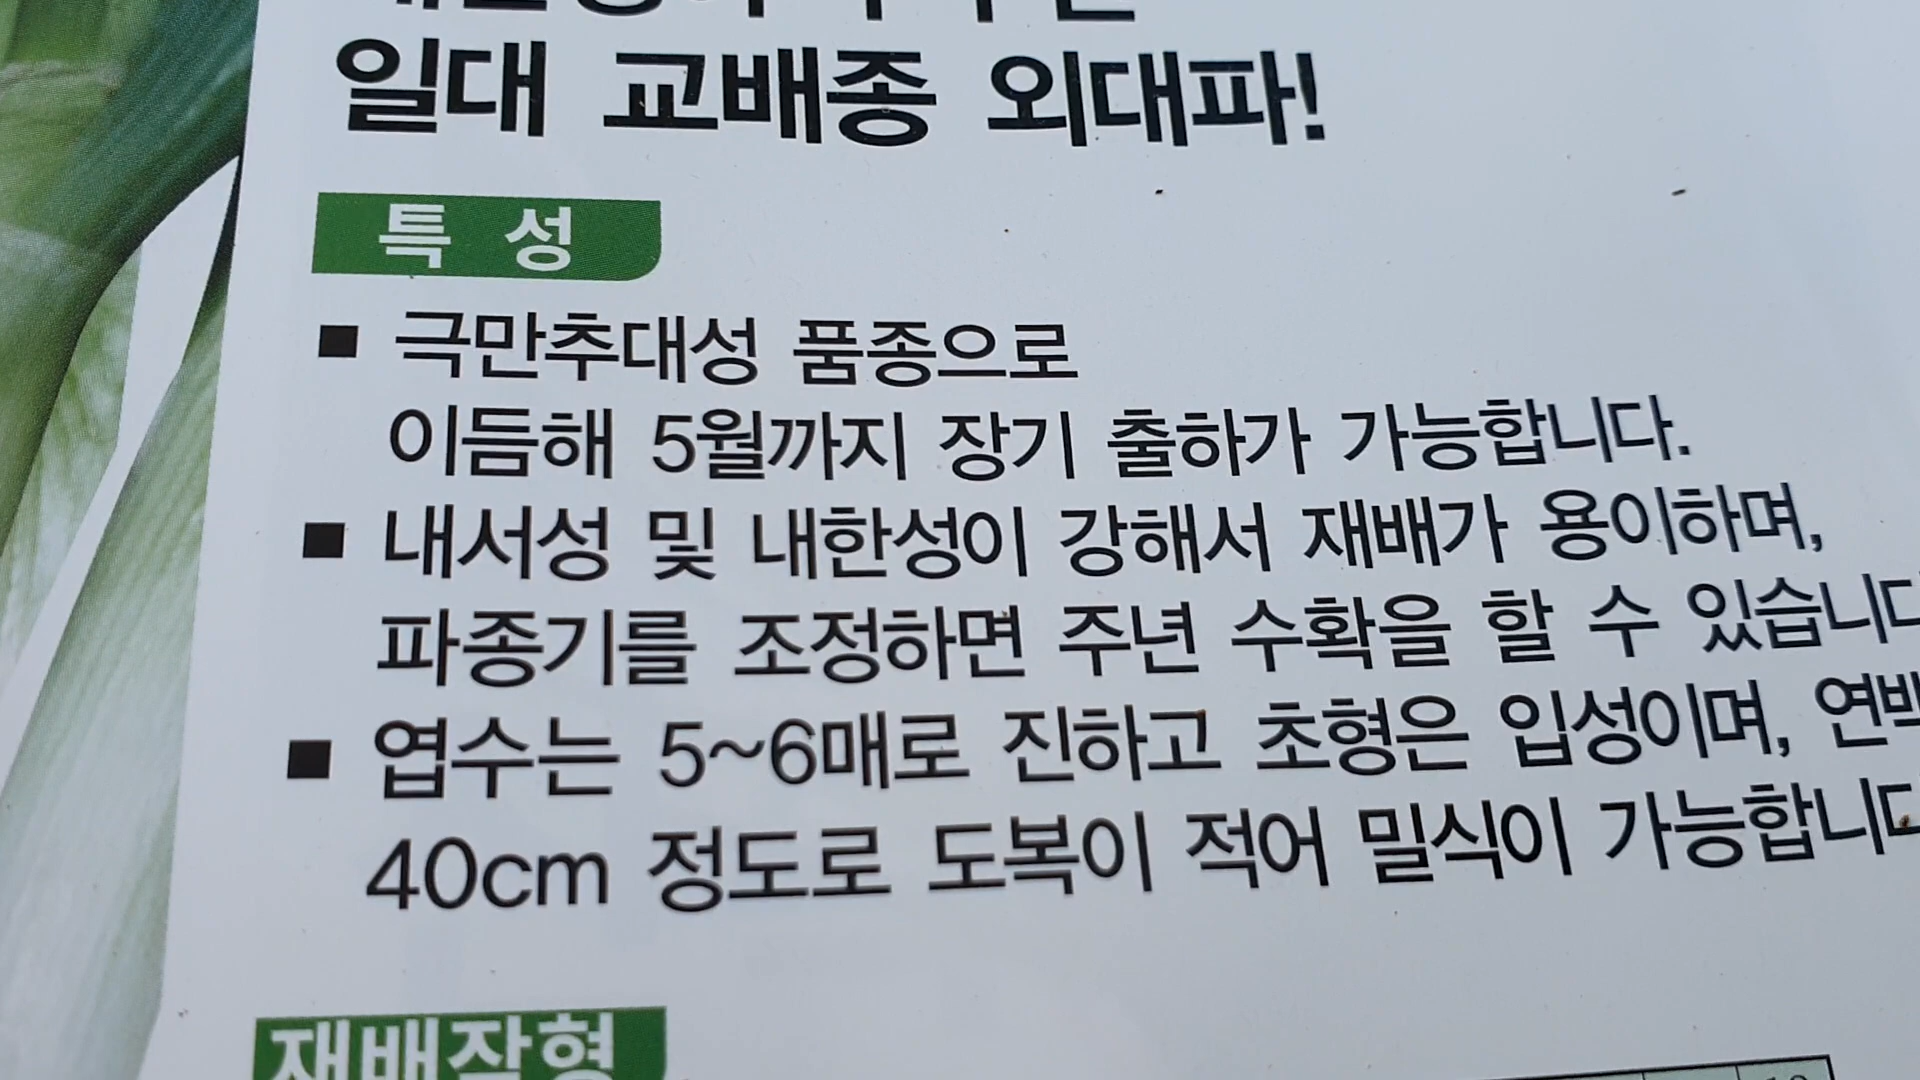 일대 교배종 외대파!
특 성
■ 극만추대성 품종으로
이듬해 5월까지 장기 출하가 가능합니다.
■ 내서성 및 내한성이 강해서 재배가 용이하며,
파종기를 조정하면 주년 수확을 할 수 있습니다
■ 엽수는 5~6매로 진하고 초형은 입성이며, 연백
40cm 정도로 도복이 적어 밀식이 가능합니다
재배작형